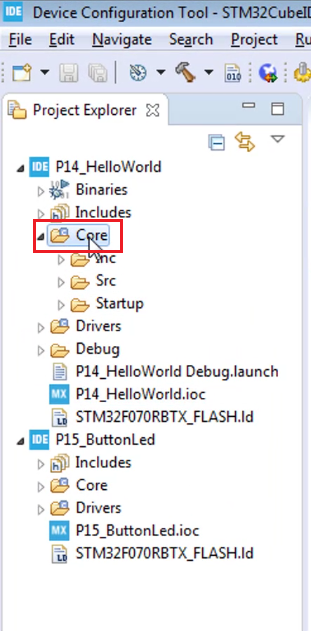 IDE Device Configuration Tool - STM32CubeI
File Edit Navigate Search Project Ru
010
Project Explorer
IDE P14_HelloWorld
Binaries
Includes
Core
Inc
Src
Startup
Drivers
Debug
P14_HelloWorld Debug.launch
MX P14_HelloWorld.ioc
LD STM32F070RBTX_FLASH.ld
IDE P15_ButtonLed
Includes
Core
Drivers
MX P15_ButtonLed.ioc
LD STM32F070RBTX_FLASH.ld